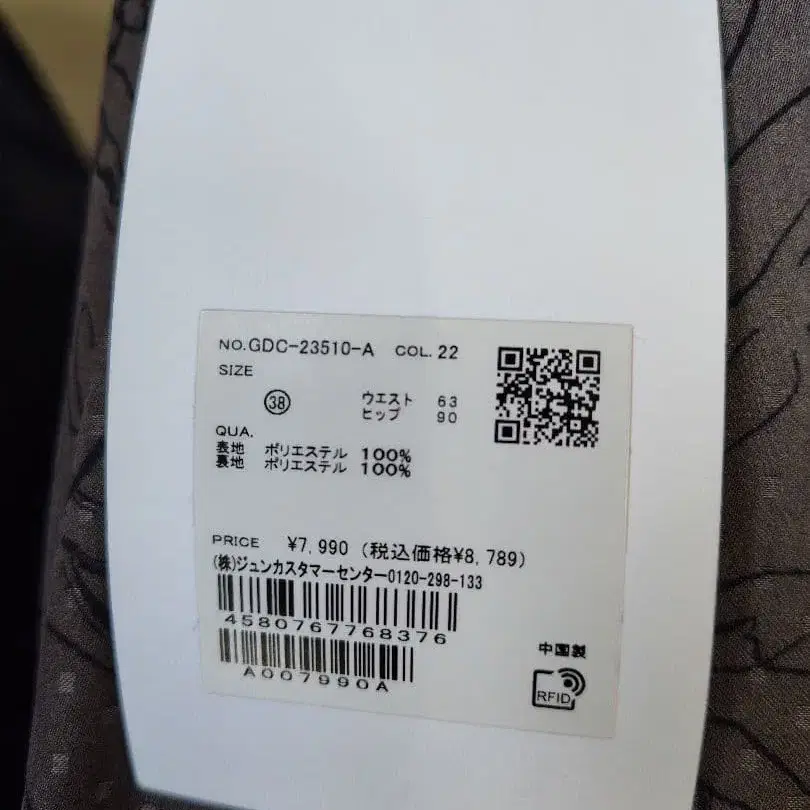 NO.GDC-23510-A COL. 22
SIZE
38 ウエスト 63
ヒップ 90
QUA.
表地 ポリエステル 100%
裏地 ポリエステル 100%
PRICE ¥7,990 (税込価格¥8,789)
(株)ジュンカスタマーセンター0120-298-133
4580767768376
中国製
A007990A
RFID